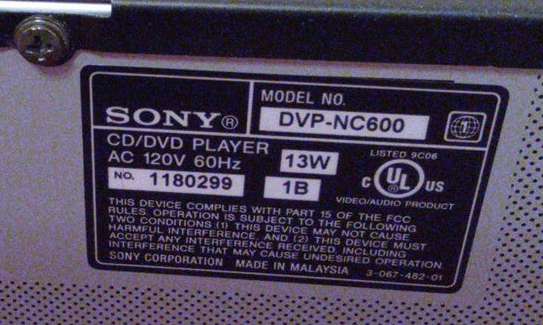 SONY®
MODEL NO.
DVP-NC600
1
CD/DVD PLAYER
AC 120V 60Hz 13W
NO. 1180299 1B
LISTED 9C06
C UL® US
VIDEO/AUDIO PRODUCT
THIS DEVICE COMPLIES WITH PART 15 OF THE FCC
RULES. OPERATION IS SUBJECT TO THE FOLLOWING
TWO CONDITIONS (1) THIS DEVICE MAY NOT CAUSE
HARMFUL INTERFERENCE, AND (2) THIS DEVICE MUST
ACCEPT ANY INTERFERENCE RECEIVED, INCLUDING
INTERFERENCE THAT MAY CAUSE UNDESIRED OPERATION.
SONY CORPORATION MADE IN MALAYSIA 3-067-482-01